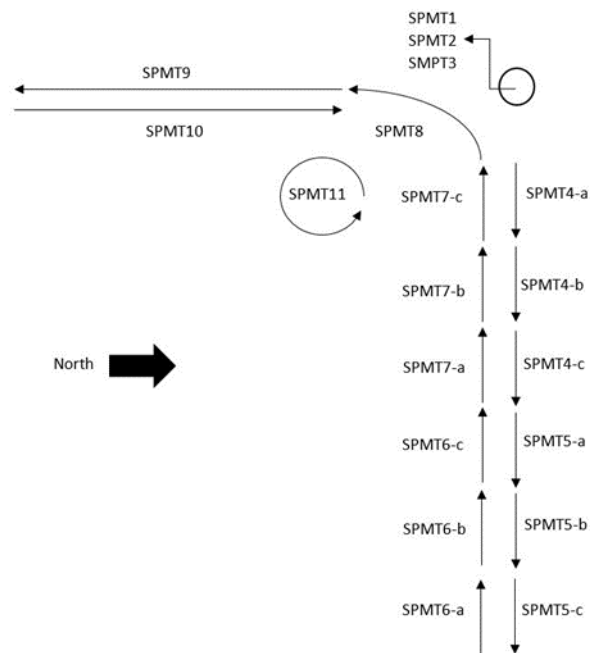 SPMT1
SPMT2
SMPT3
SPMT9
SPMT10
SPMT8
SPMT11
SPMT7-c
SPMT4-a
SPMT7-b
SPMT4-b
North
SPMT7-a
SPMT4-c
SPMT6-c
SPMT5-a
SPMT6-b
SPMT5-b
SPMT6-a
SPMT5-c